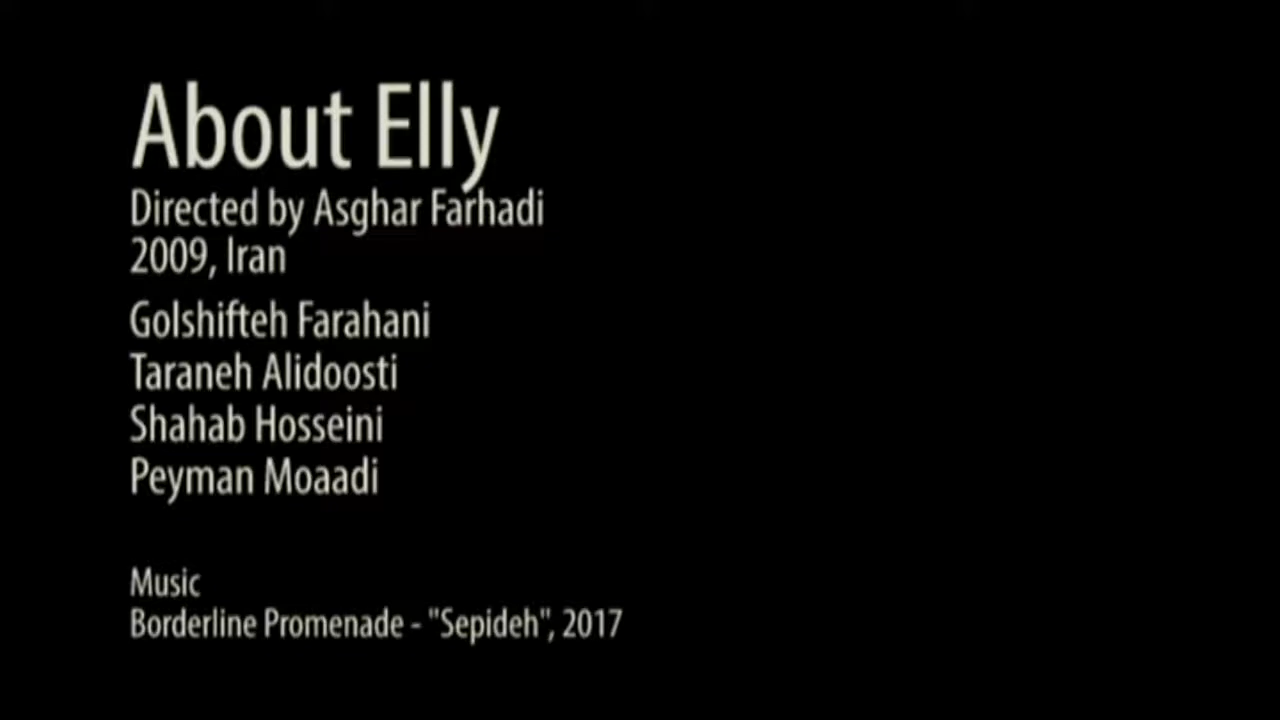 About Elly
Directed by Asghar Farhadi
2009, Iran
Golshifteh Farahani
Taraneh Alidoosti
Shahab Hosseini
Peyman Moaadi
Music
Borderline Promenade - "Sepideh", 2017